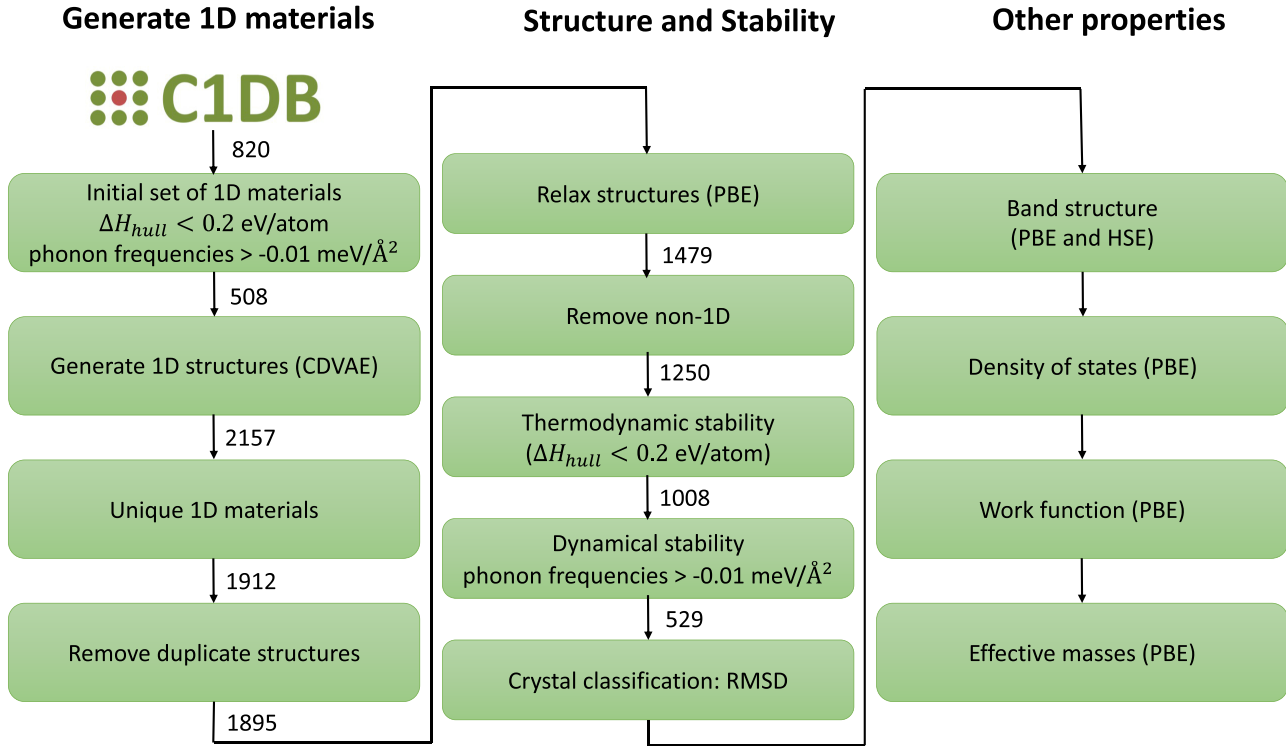 Generate 1D materials
C1DB
820
Initial set of 1D materials
ΔH_hull < 0.2 eV/atom
phonon frequencies > -0.01 meV/Å²
508
Generate 1D structures (CDVAE)
2157
Unique 1D materials
1912
Remove duplicate structures
1895
Structure and Stability
Relax structures (PBE)
1479
Remove non-1D
1250
Thermodynamic stability
(ΔH_hull < 0.2 eV/atom)
1008
Dynamical stability
phonon frequencies > -0.01 meV/Å²
529
Crystal classification: RMSD
Other properties
Band structure
(PBE and HSE)
Density of states (PBE)
Work function (PBE)
Effective masses (PBE)